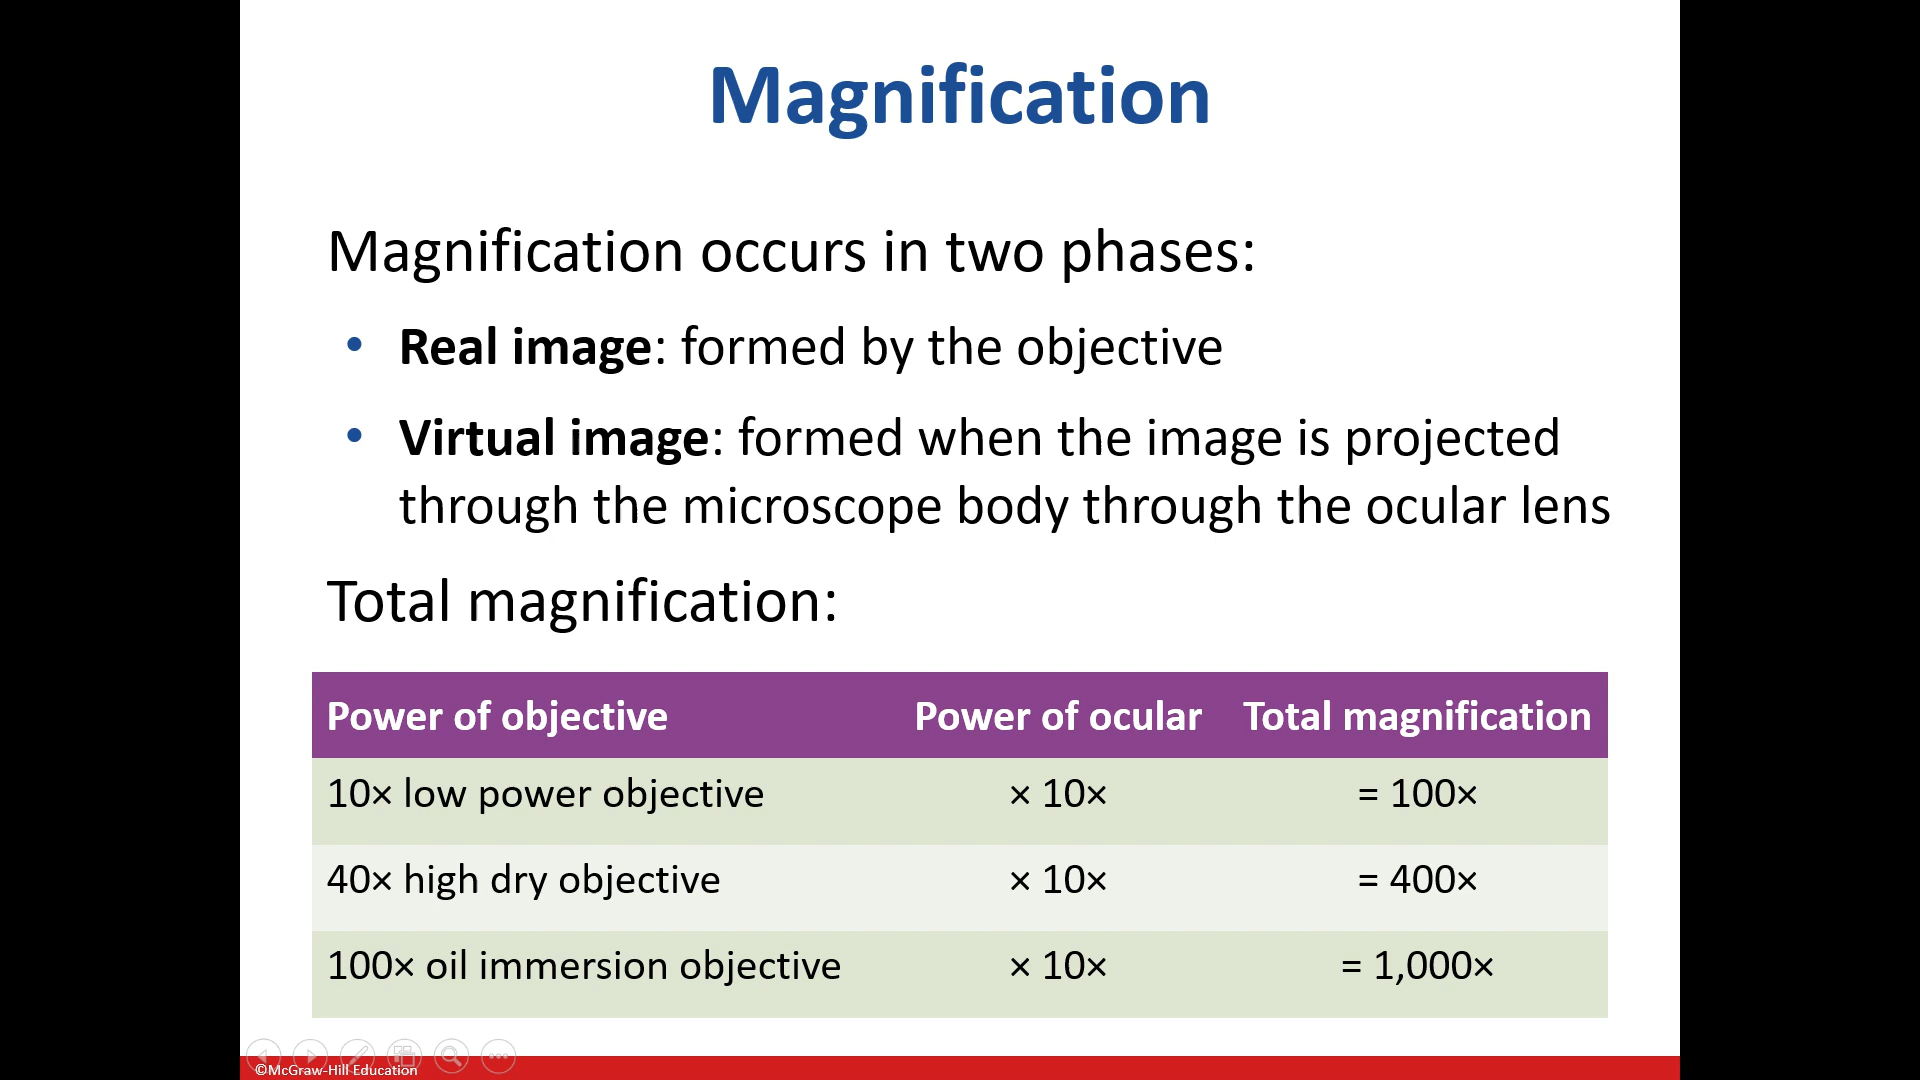 Magnification
Magnification occurs in two phases:
• Real image: formed by the objective
• Virtual image: formed when the image is projected
through the microscope body through the ocular lens
Total magnification:
Power of objective Power of ocular Total magnification
10× low power objective × 10× = 100×
40× high dry objective × 10× = 400×
100× oil immersion objective × 10× = 1,000×
©McGraw-Hill Education